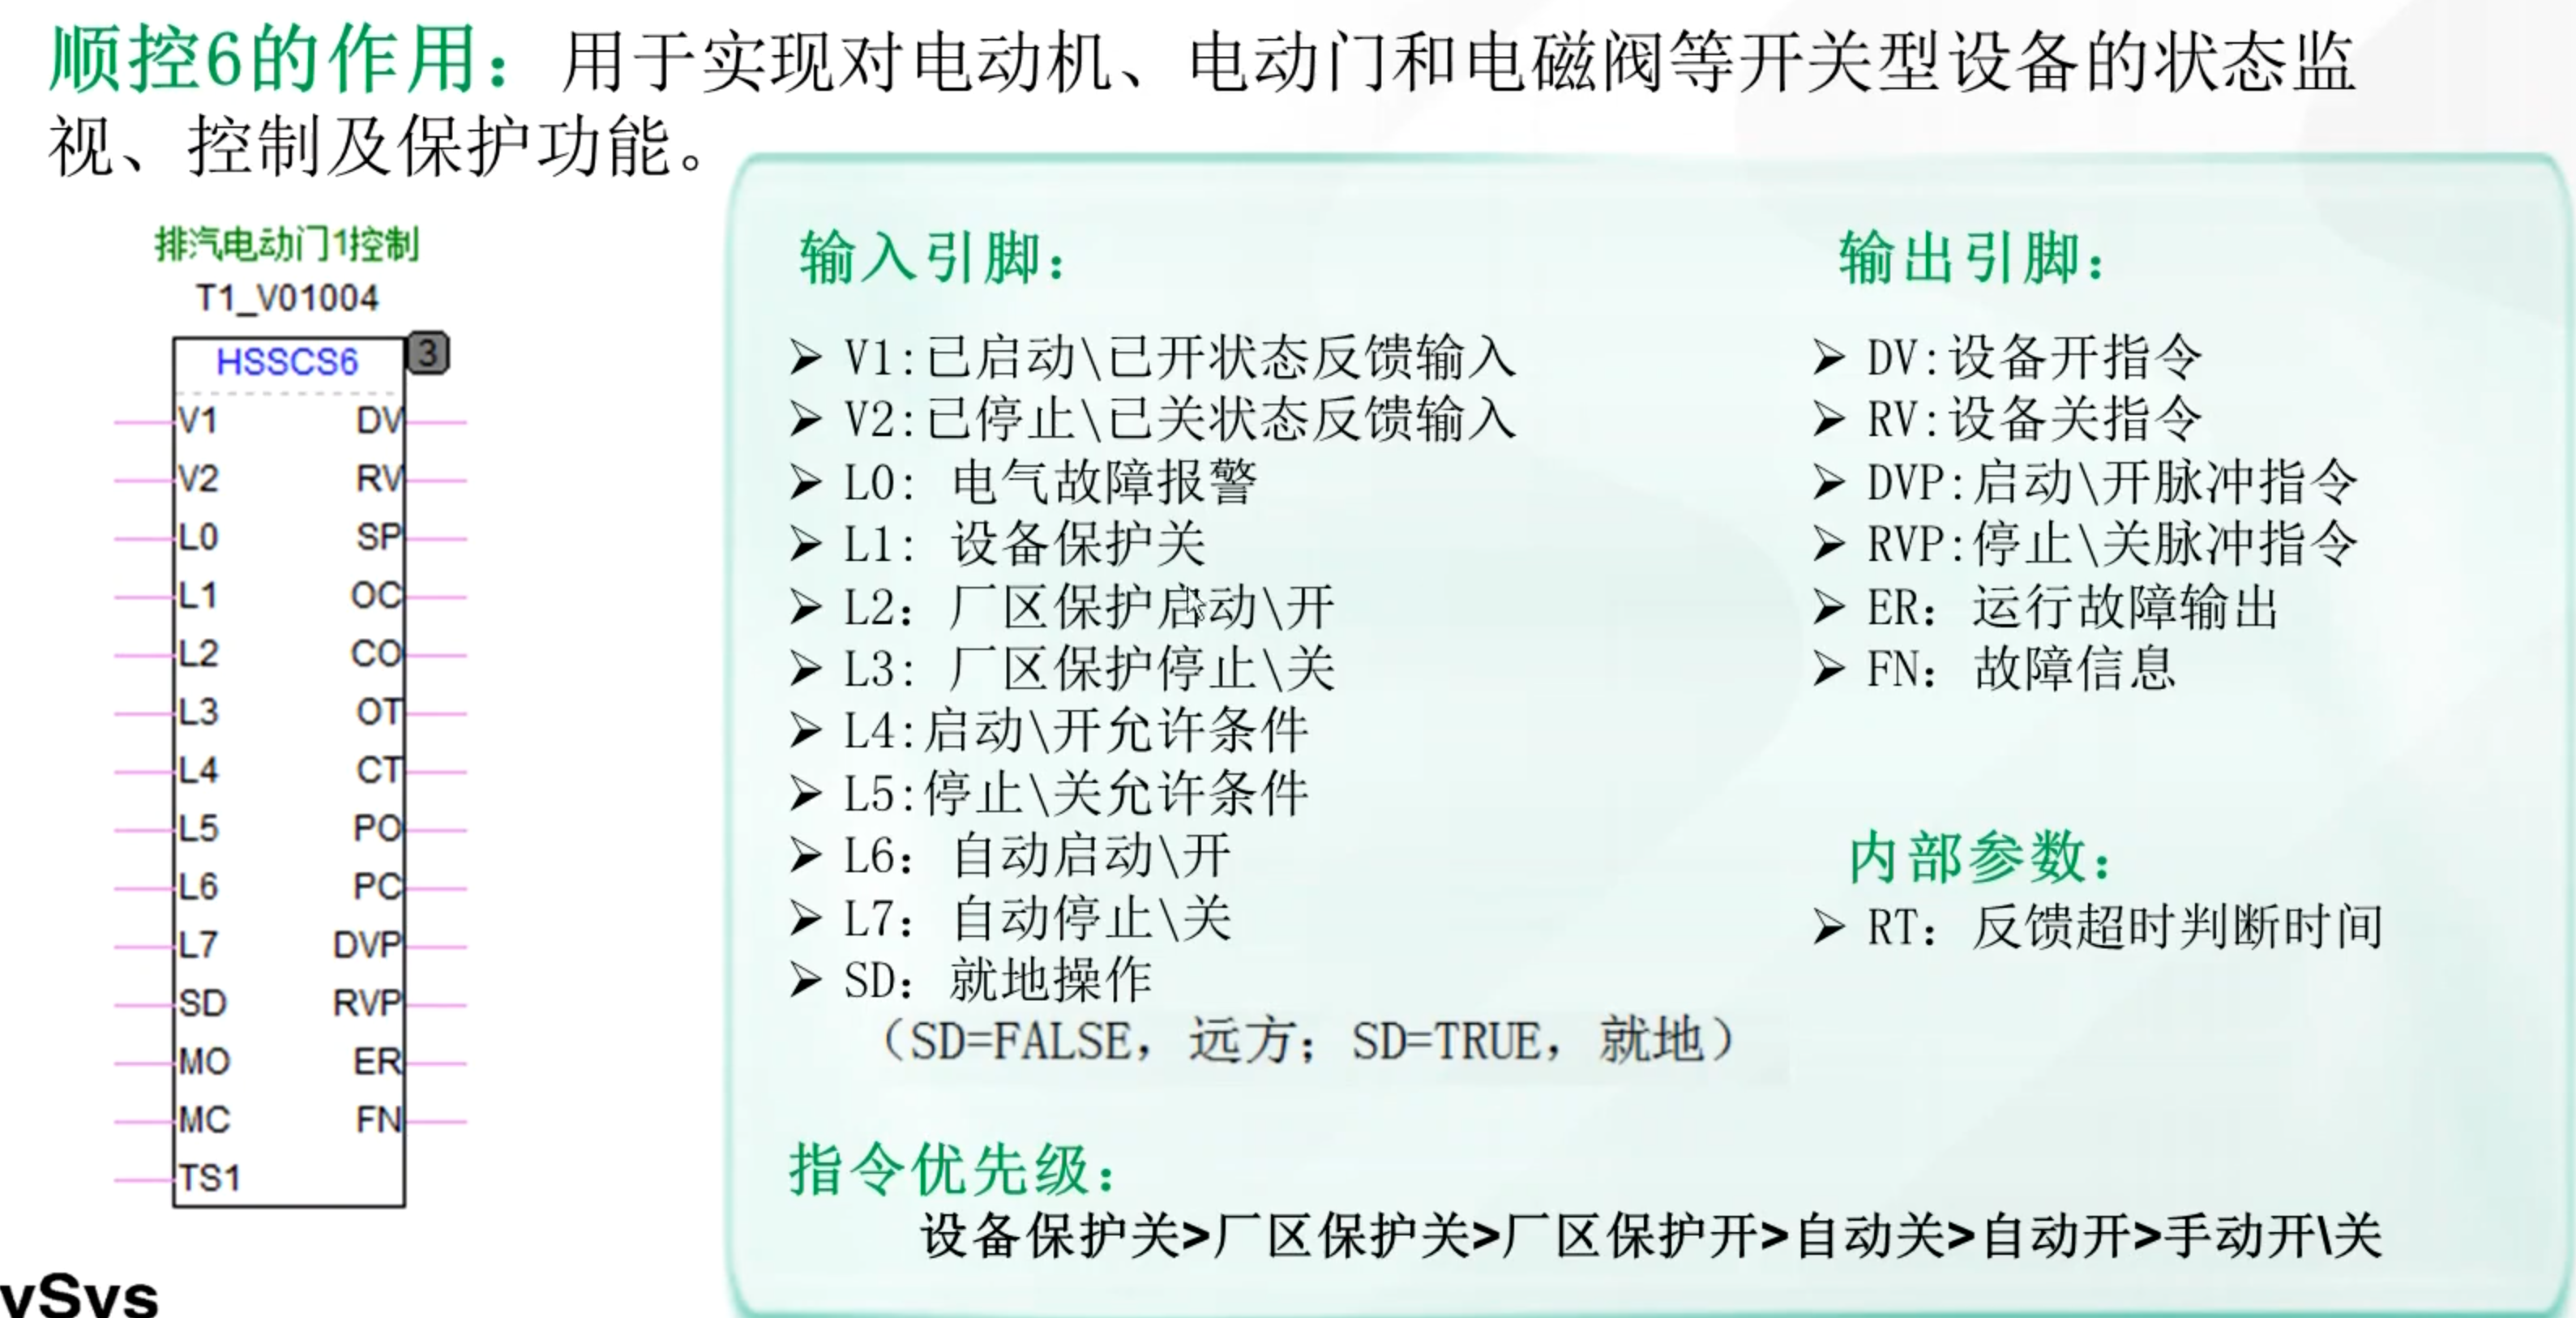 顺控6的作用：用于实现对电动机、电动门和电磁阀等开关型设备的状态监
视、控制及保护功能。
排汽电动门1控制
T1_V01004
HSSCS6
3
V1 DV
V2 RV
L0 SP
L1 OC
L2 CO
L3 OT
L4 CT
L5 PO
L6 PC
L7 DVP
SD RVP
MO ER
MC FN
TS1
输入引脚：
V1:已启动\已开状态反馈输入
V2:已停止\已关状态反馈输入
L0: 电气故障报警
L1: 设备保护关
L2: 厂区保护启动\开
L3: 厂区保护停止\关
L4:启动\开允许条件
L5:停止\关允许条件
L6: 自动启动\开
L7: 自动停止\关
SD: 就地操作
（SD=FALSE，远方；SD=TRUE，就地）
输出引脚：
DV:设备开指令
RV:设备关指令
DVP:启动\开脉冲指令
RVP:停止\关脉冲指令
ER: 运行故障输出
FN: 故障信息
内部参数：
RT: 反馈超时判断时间
指令优先级：
设备保护关>厂区保护关>厂区保护开>自动关>自动开>手动开\关